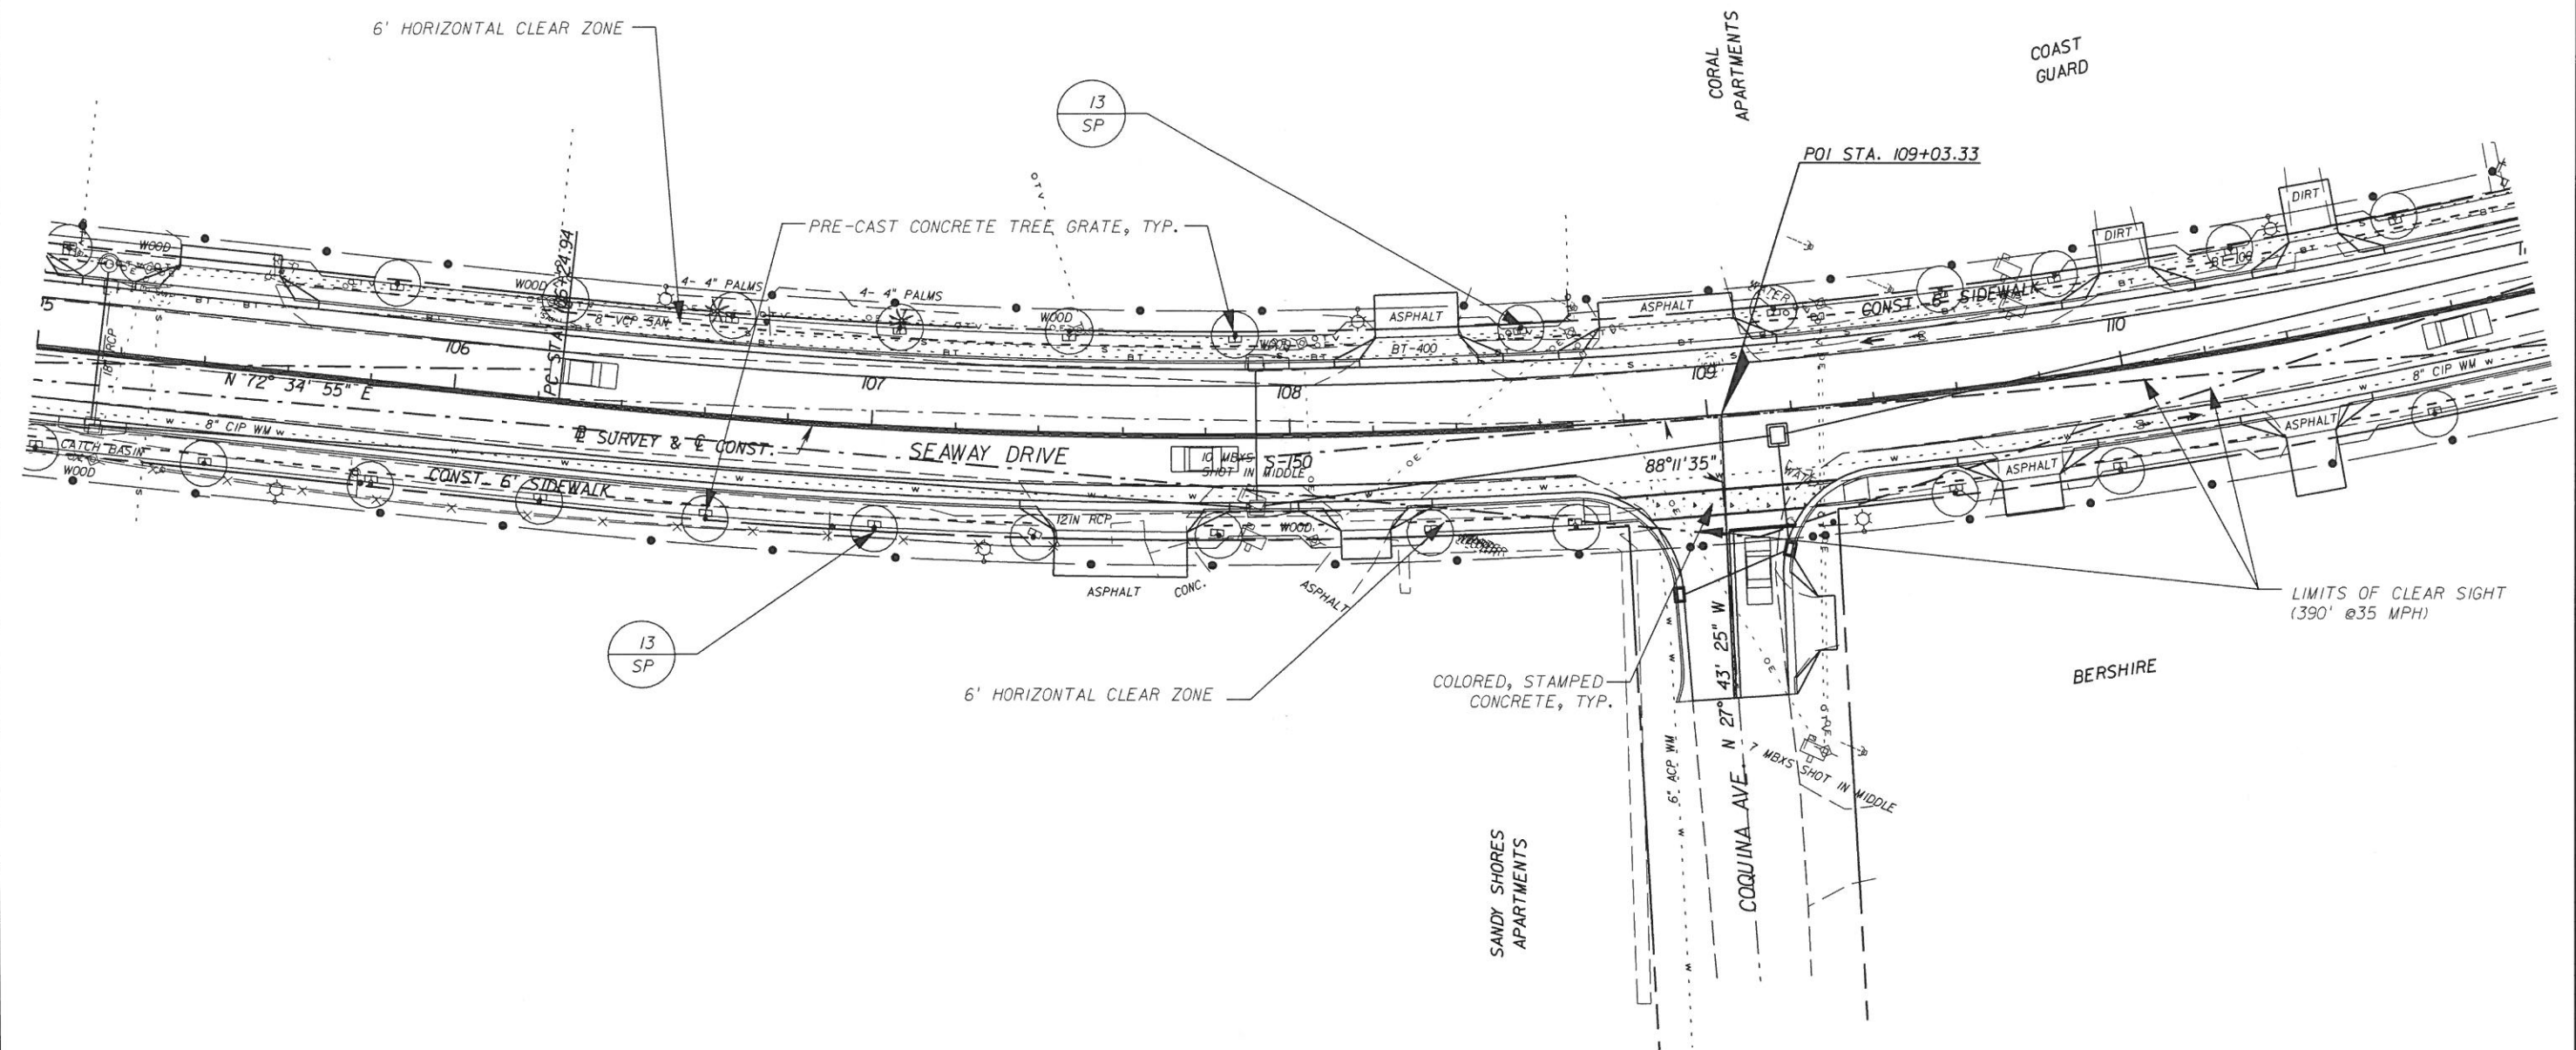 6' HORIZONTAL CLEAR ZONE
13
SP
CORAL
APARTMENTS
COAST
GUARD
POI STA. 109+03.33
PRE-CAST CONCRETE TREE GRATE, TYP.
DIRT
DIRT
WOOD
WOOD
4- 4" PALMS
4- 4" PALMS
WOOD
ASPHALT
ASPHALT
WATER
CONST. 6' SIDEWALK
BT-400
8" VCP SAN
PC STA.
106
107
108
109
110
18" RCP
N 72° 34' 55" E
8" CIP WM
8" CIP WM
CATCH BASIN
WOOD
SURVEY & CONST.
SEAWAY DRIVE
10 MBXS
SHOT IN MIDDLE
S-150
88°11'35"
CONST. 6' SIDEWALK
12IN RCP
WOOD
ASPHALT
ASPHALT
ASPHALT
CONC.
ASPHALT
13
SP
6' HORIZONTAL CLEAR ZONE
COLORED, STAMPED
CONCRETE, TYP.
LIMITS OF CLEAR SIGHT
(390' @35 MPH)
BERSHIRE
6" ACP WM
COQUINA AVE. N 27° 43' 25" W
7 MBXS SHOT IN MIDDLE
SANDY SHORES
APARTMENTS